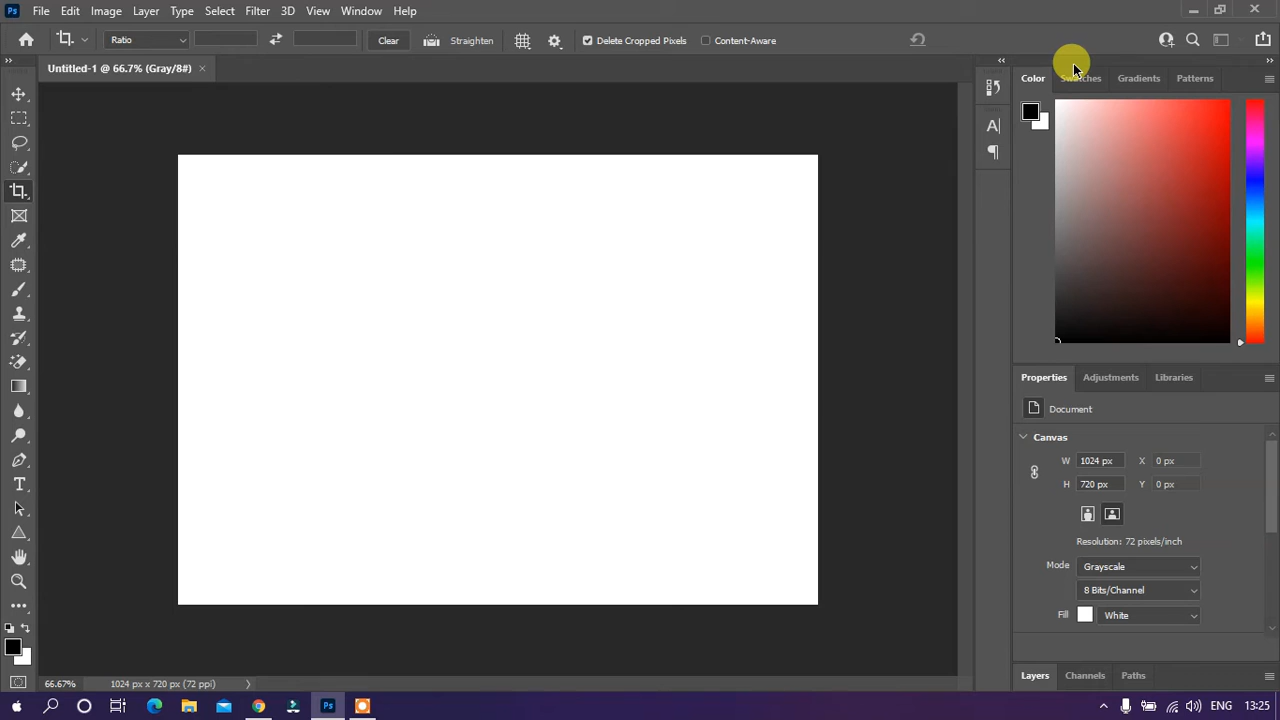 Ps File Edit Image Layer Type Select Filter 3D View Window Help
Ratio Clear Straighten Delete Cropped Pixels Content-Aware
Untitled-1 @ 66.7% (Gray/8#) ×
Color Swatches Gradients Patterns
Properties Adjustments Libraries
Document
Canvas
W 1024 px X 0 px
H 720 px Y 0 px
Resolution: 72 pixels/inch
Mode Grayscale
8 Bits/Channel
Fill White
Layers Channels Paths
66.67% 1024 px x 720 px (72 ppi)
Ps ENG 13:25